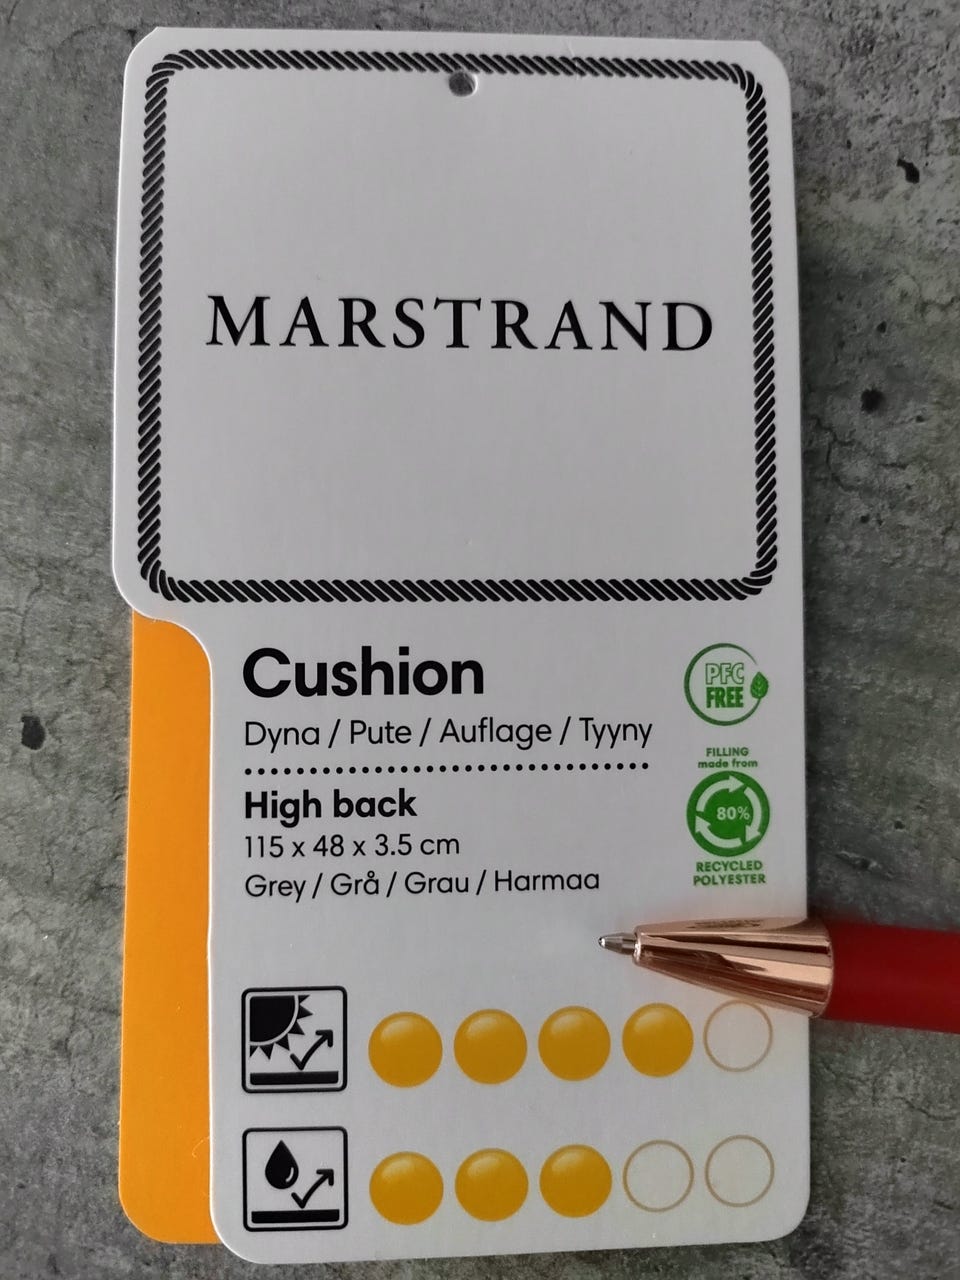 MARSTRAND
Cushion
Dyna / Pute / Auflage / Tyyny
High back
115 x 48 x 3.5 cm
Grey / Grå / Grau / Harmaa
PFC
FREE
FILLING
made from
80%
RECYCLED
POLYESTER